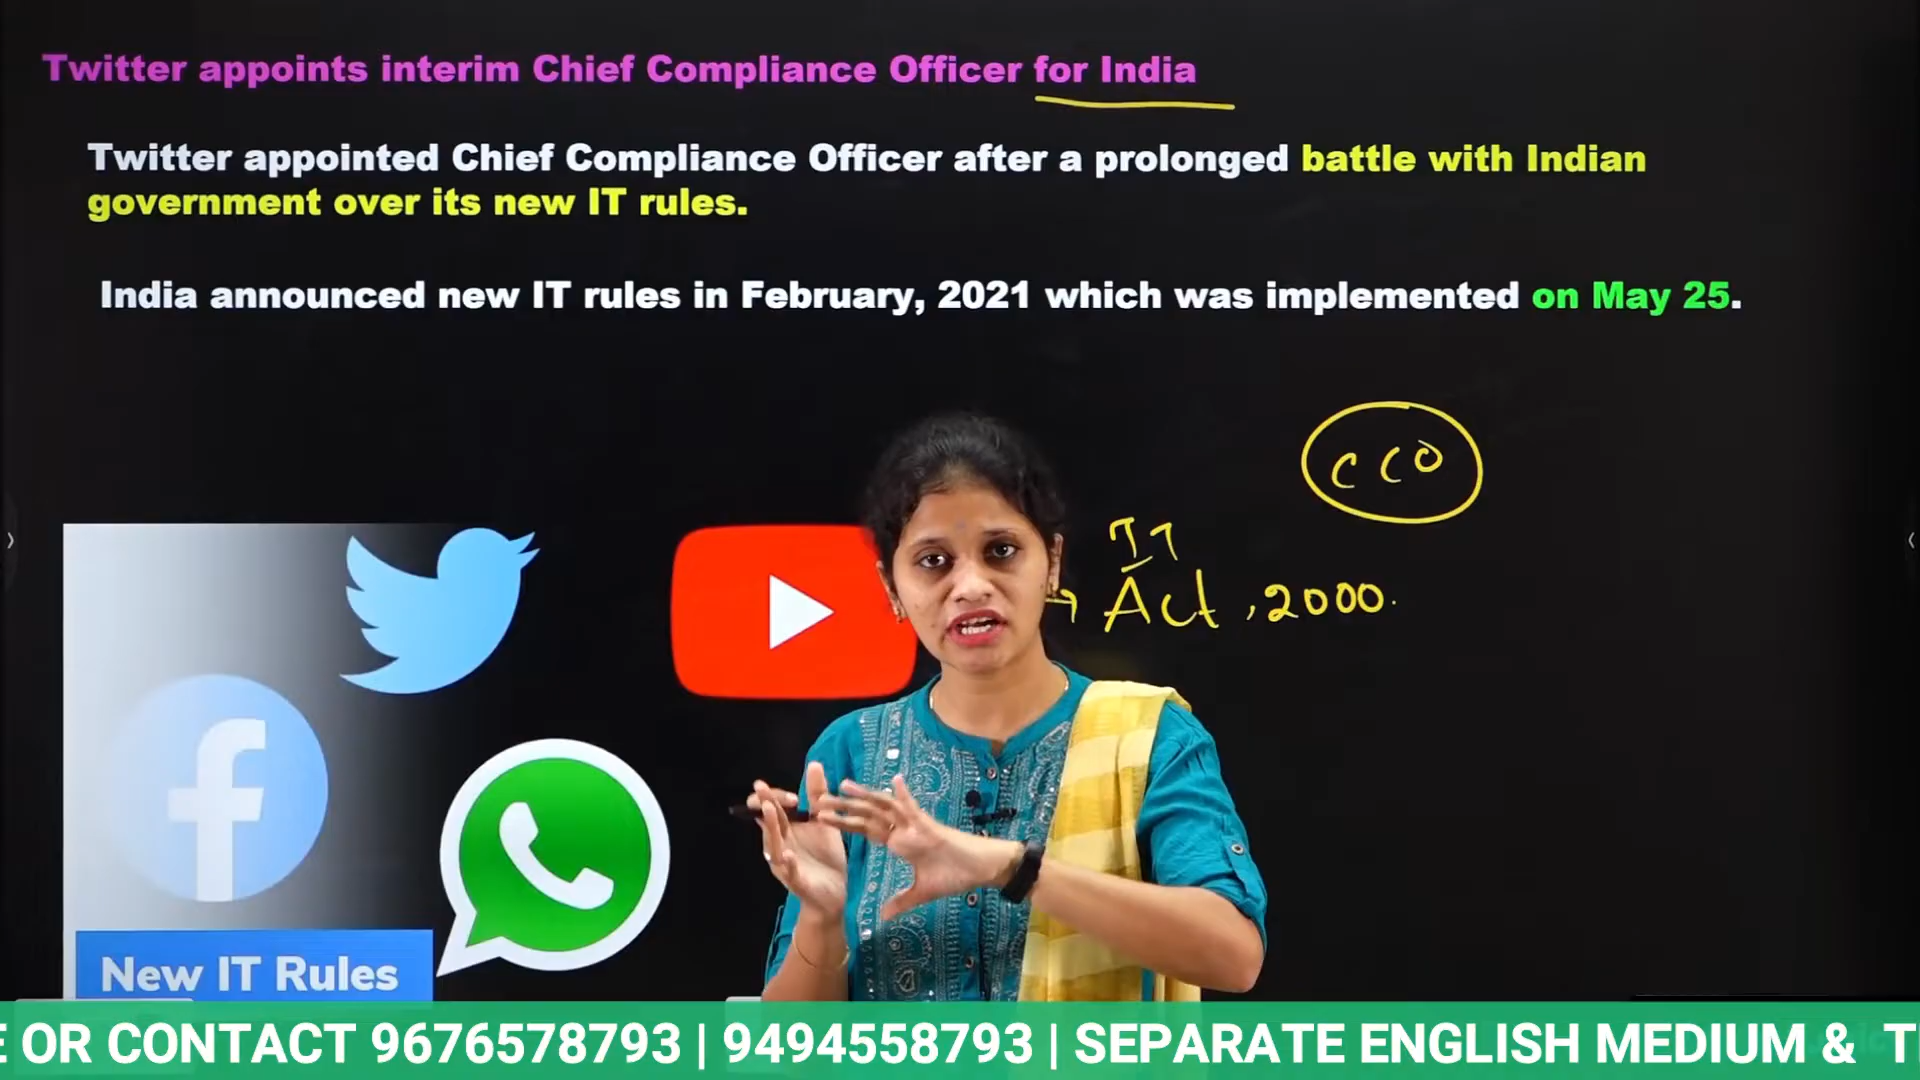 Twitter appoints interim Chief Compliance Officer for India
Twitter appointed Chief Compliance Officer after a prolonged battle with Indian
government over its new IT rules.
India announced new IT rules in February, 2021 which was implemented on May 25.
CCO
IT
Act, 2000.
New IT Rules
OR CONTACT 9676578793 | 9494558793 | SEPARATE ENGLISH MEDIUM &